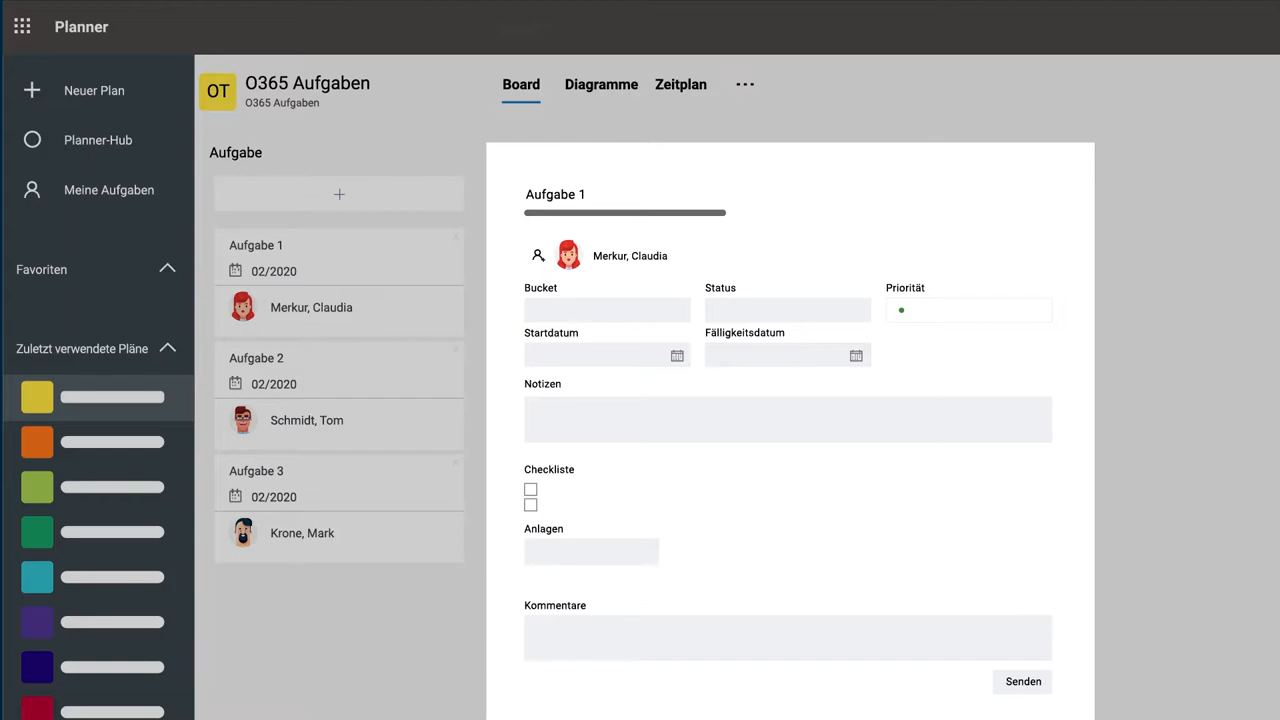 Planner
Neuer Plan
Planner-Hub
Meine Aufgaben
Favoriten
Zuletzt verwendete Pläne
OT
O365 Aufgaben
O365 Aufgaben
Board Diagramme Zeitplan ...
Aufgabe
+
Aufgabe 1
02/2020
Merkur, Claudia
Aufgabe 2
02/2020
Schmidt, Tom
Aufgabe 3
02/2020
Krone, Mark
Aufgabe 1
Merkur, Claudia
Bucket Status Priorität
Startdatum Fälligkeitsdatum
Notizen
Checkliste
Anlagen
Kommentare
Senden